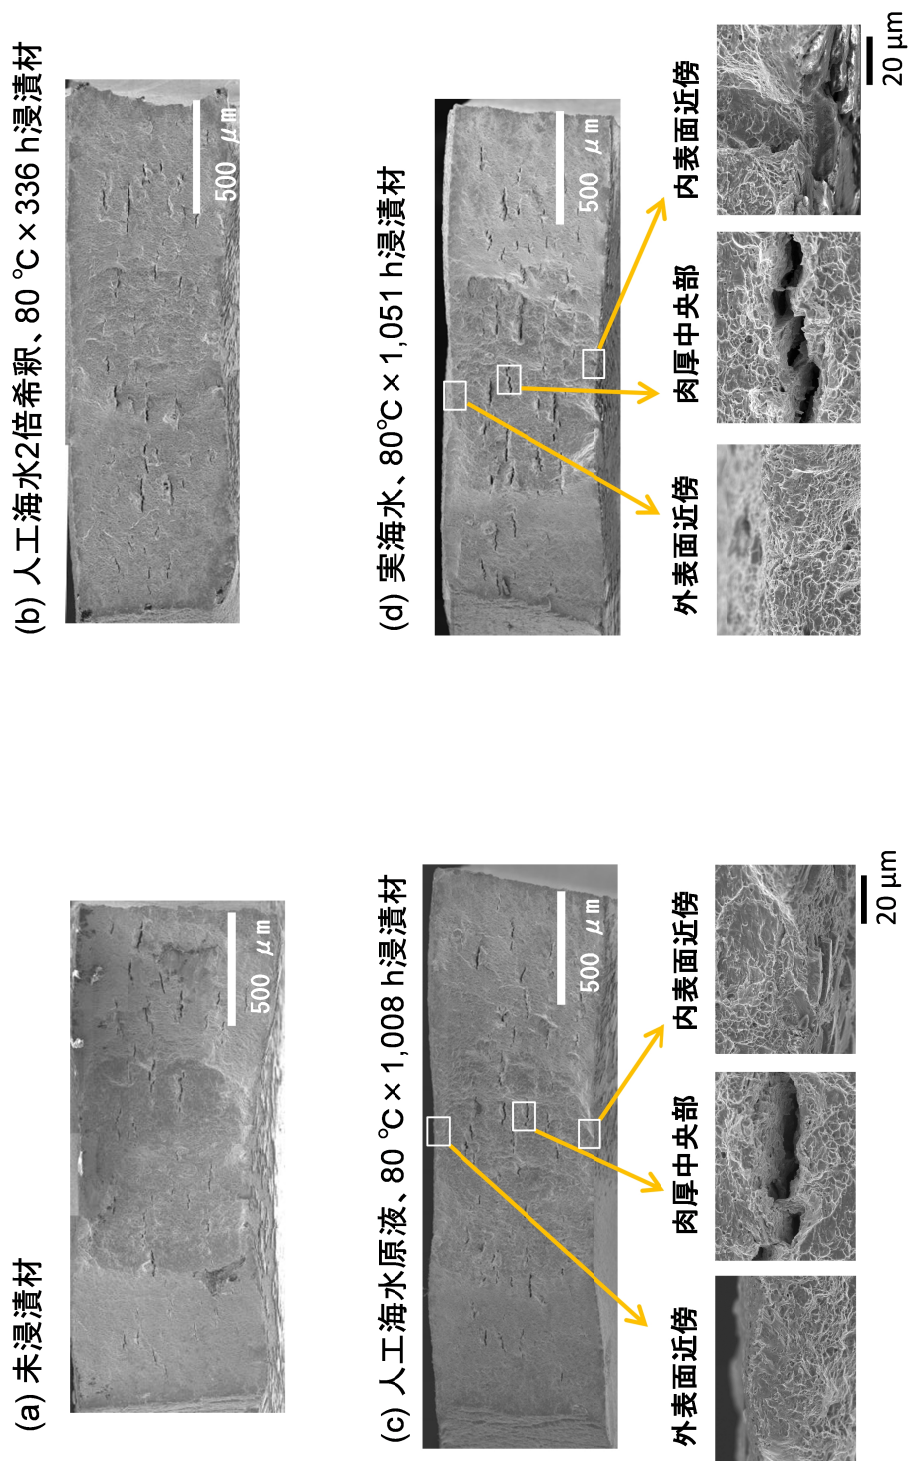 (a) 未浸漬材
500 μm
(b) 人工海水2倍希釈、80 ℃×336 h浸漬材
500 μm
(c) 人工海水原液、80 ℃×1,008 h浸漬材
500 μm
外表面近傍
肉厚中央部
内表面近傍
20 μm
(d) 実海水、80℃×1,051 h浸漬材
500 μm
外表面近傍
肉厚中央部
内表面近傍
20 μm